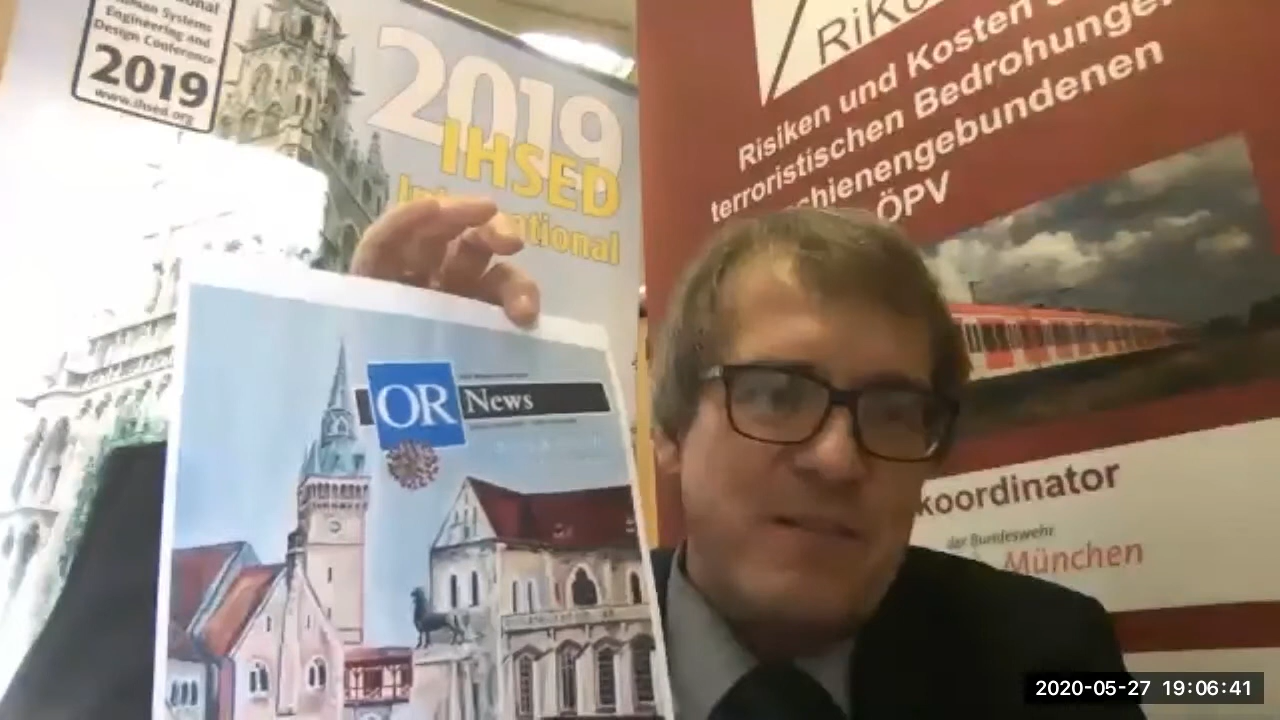 Human Systems
Engineering and
Design Conference
2019
www.ihsed.org
2019
IHSED
RiKo
Risiken und Kosten
terroristischen Bedrohungen
schienengebundenen
ÖPV
OR News
koordinator
der Bundeswehr
München
2020-05-27 19:06:41